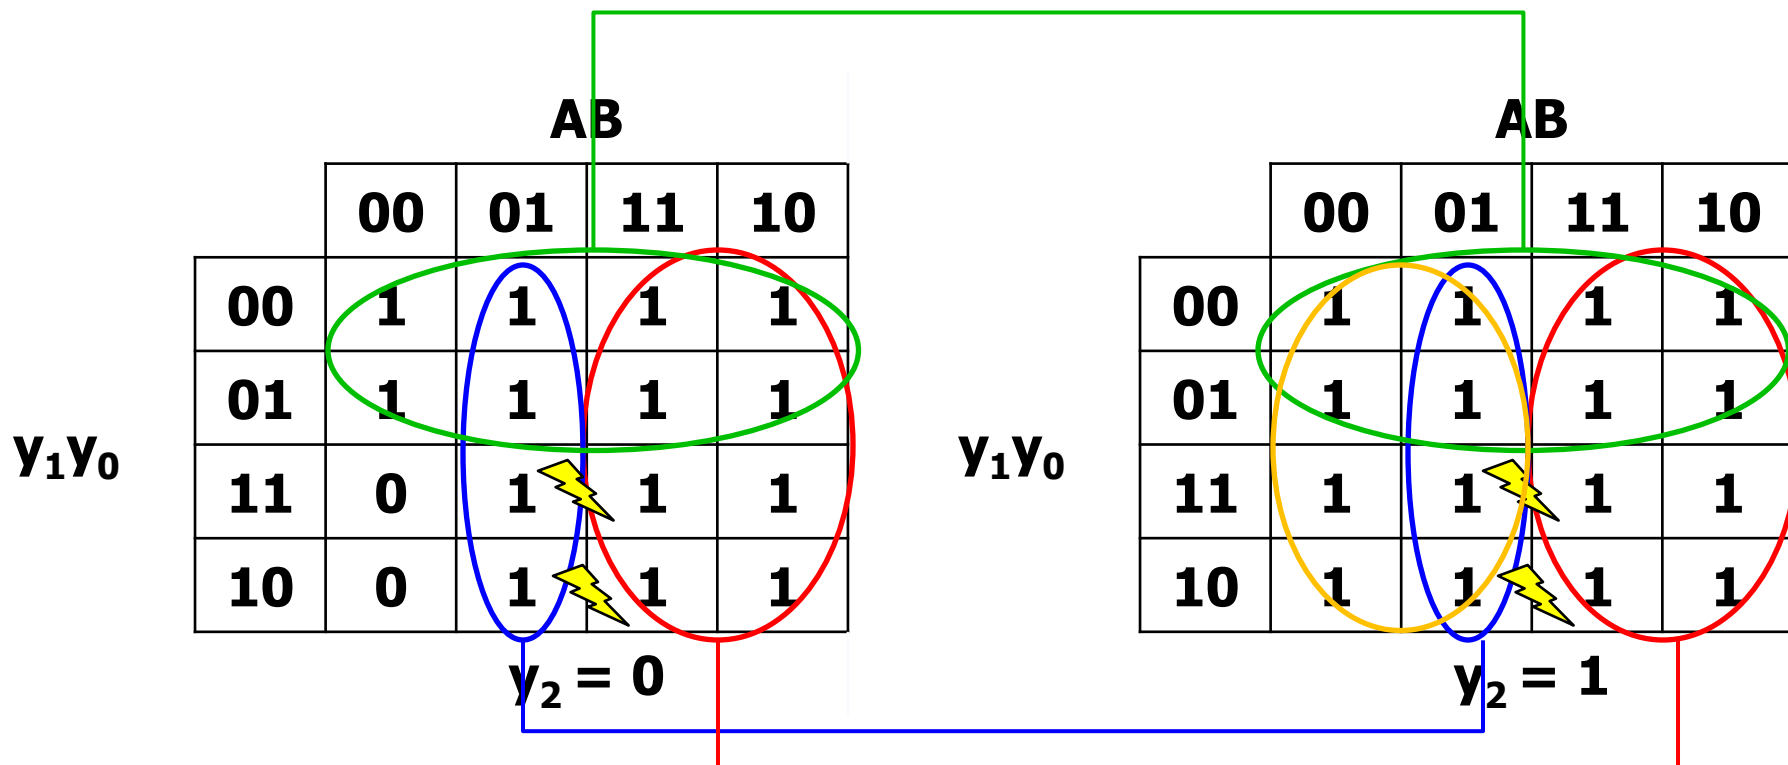 AB AB
00 01 11 10 00 01 11 10
00 1 1 1 1 00 1 1 1 1
01 1 1 1 1 01 1 1 1 1
y₁y₀ y₁y₀
11 0 1 1 1 11 1 1 1 1
10 0 1 1 1 10 1 1 1 1
y₂ = 0 y₂ = 1